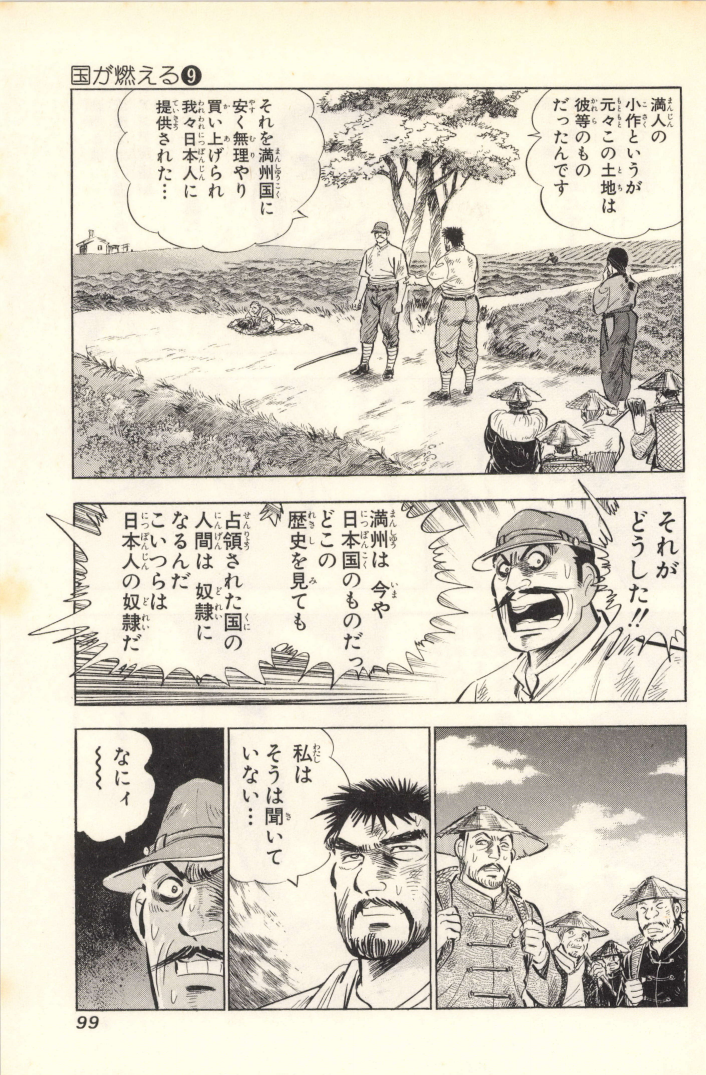 国が燃える❾
満人の
小作というが
元々この土地は
彼等のもの
だったんです
それを満州国に
安く無理やり
買い上げられ
我々日本人に
提供された…
それが
どうした!!
満州は 今や
日本国のものだっ
どこの
歴史を見ても
占領された国の
人間は 奴隷に
なるんだ
こいつらは
日本人の奴隷だ
私は
そうは聞いて
いない…
なにィ
〜〜
99